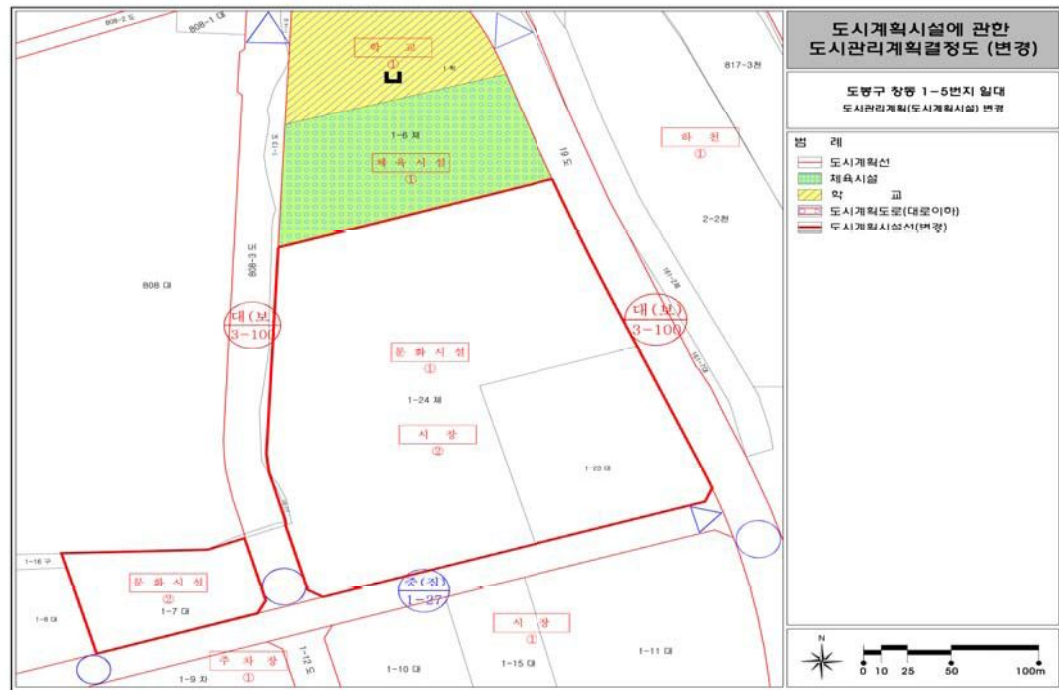 도시계획시설에 관한
도시관리계획결정도 (변경)
도봉구 창동 1-5번지 일대
도시관리계획(도시계획시설) 변경
범 례
도시계획선
체육시설
학 교
도시계획도로(대로이하)
도시계획시설선(변경)
N
0 10 25 50 100m
808-2 도
808-1 대
학 교
①
1-6 체
체 육 시 설
①
817-3천
하 천
①
19 도
2-2천
808-3 도
808 대
대(보)
3-100
대(보)
3-100
문 화 시 설
①
1-24 체
시 장
②
1-16 구
문 화 시 설
②
1-7 대
1-27
시 장
①
주 차 장
①
1-9 차
1-12 도
1-10 대
1-15 대
1-11 대